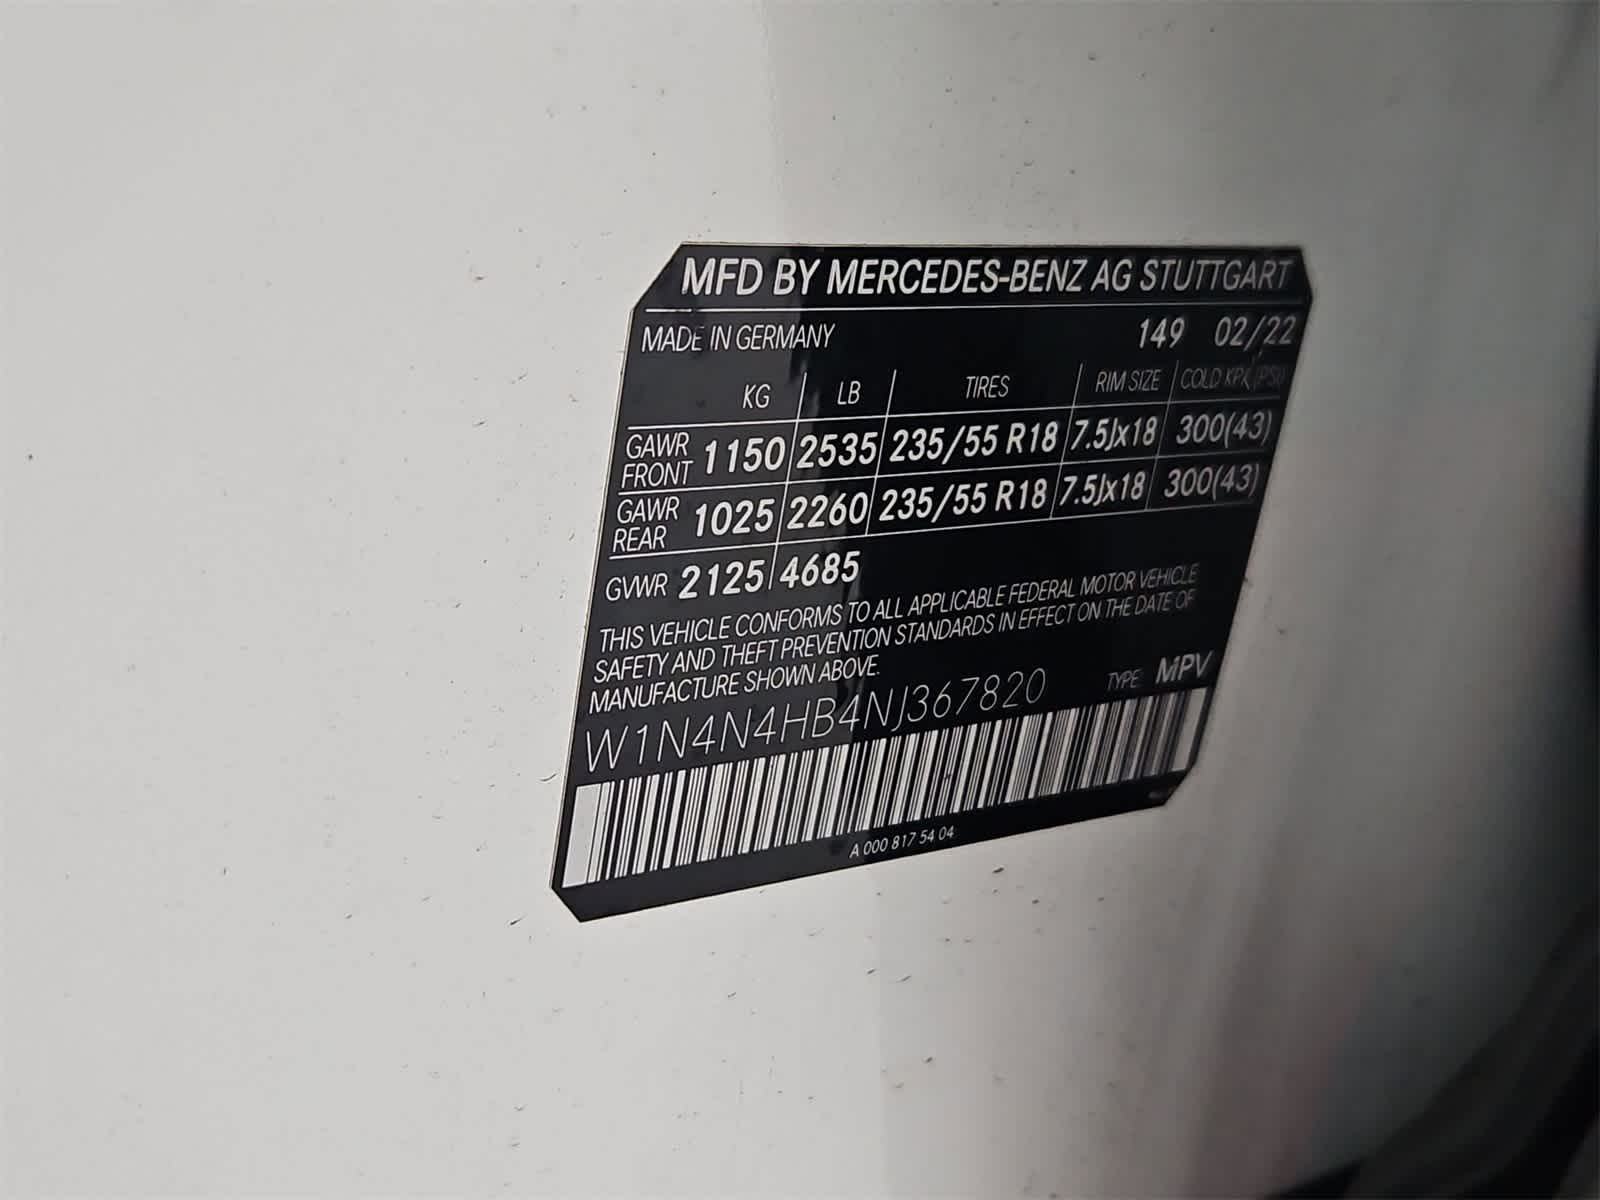 MFD BY MERCEDES-BENZ AG STUTTGART
MADE IN GERMANY 149 02/22
KG LB TIRES RIM SIZE COLD KPA (PSI)
GAWR FRONT 1150 2535 235/55 R18 7.5Jx18 300(43)
GAWR REAR 1025 2260 235/55 R18 7.5Jx18 300(43)
GVWR 2125 4685
THIS VEHICLE CONFORMS TO ALL APPLICABLE FEDERAL MOTOR VEHICLE
SAFETY AND THEFT PREVENTION STANDARDS IN EFFECT ON THE DATE OF
MANUFACTURE SHOWN ABOVE.
W1N4N4HB4NJ367820 TYPE MPV
A 000 817 54 04